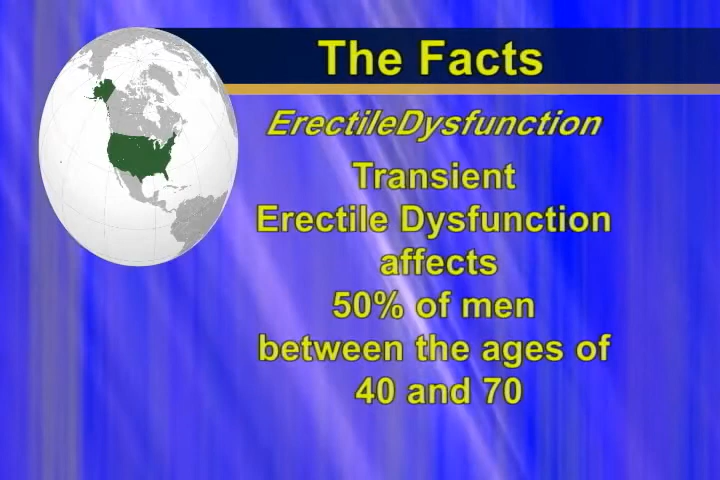 The Facts
ErectileDysfunction
Transient
Erectile Dysfunction
affects
50% of men
between the ages of
40 and 70